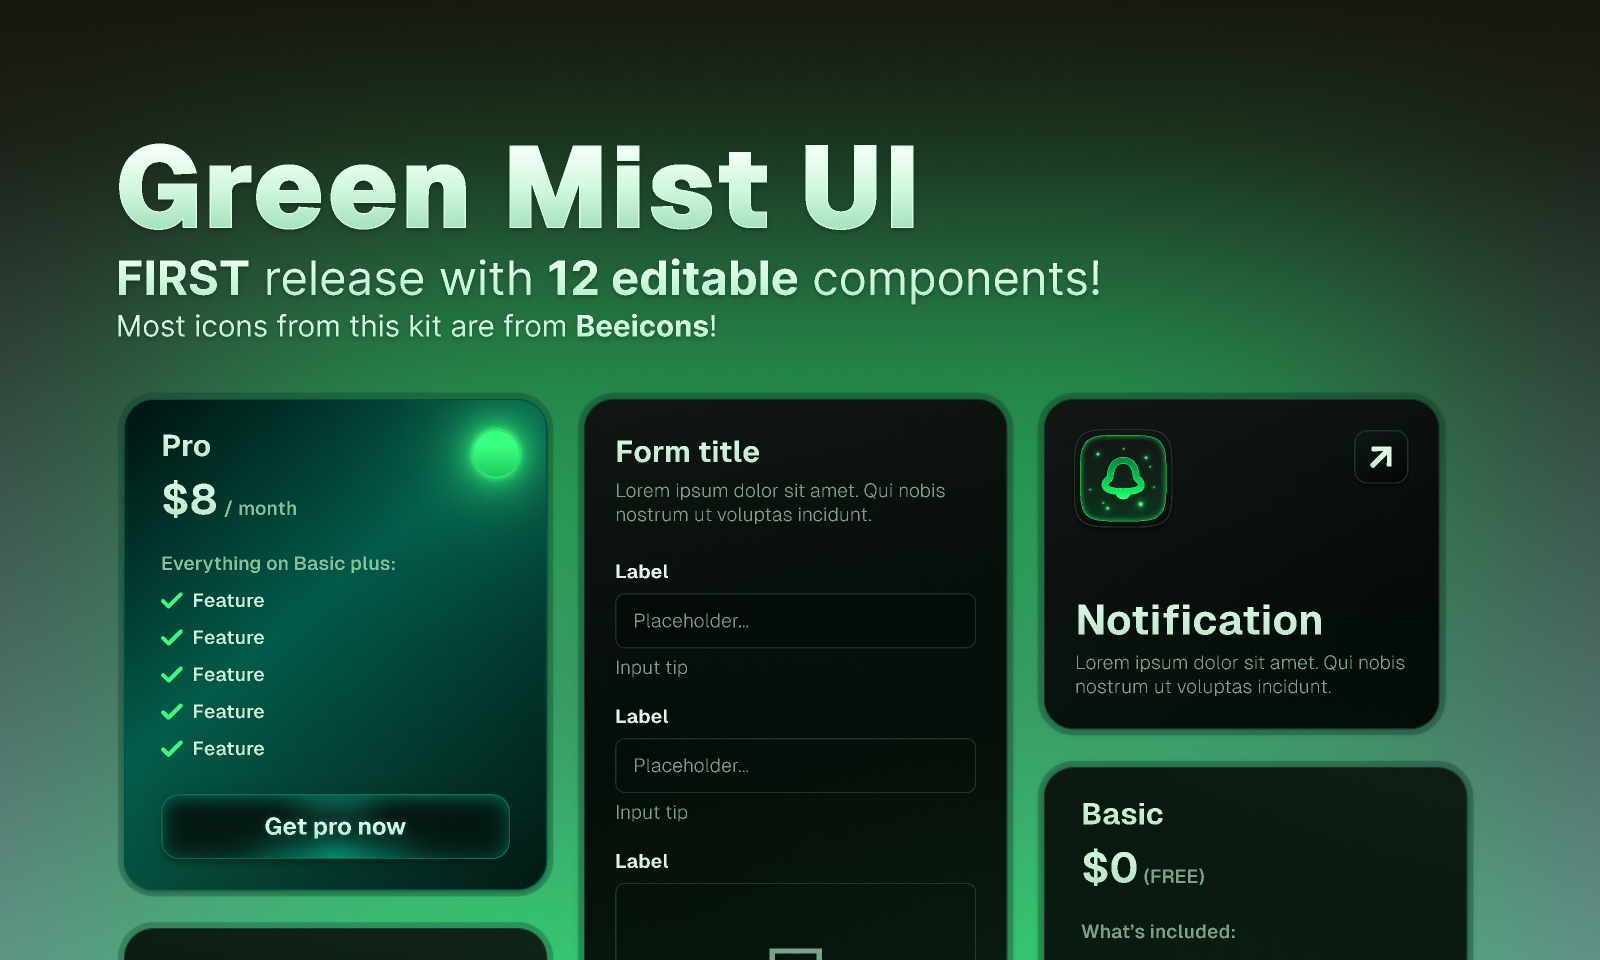 Green Mist UI
FIRST release with 12 editable components!
Most icons from this kit are from Beeicons!
Pro
$8 / month
Everything on Basic plus:
Feature
Feature
Feature
Feature
Feature
Get pro now
Form title
Lorem ipsum dolor sit amet. Qui nobis
nostrum ut voluptas incidunt.
Label
Placeholder...
Input tip
Label
Placeholder...
Input tip
Label
Notification
Lorem ipsum dolor sit amet. Qui nobis
nostrum ut voluptas incidunt.
Basic
$0 (FREE)
What's included: